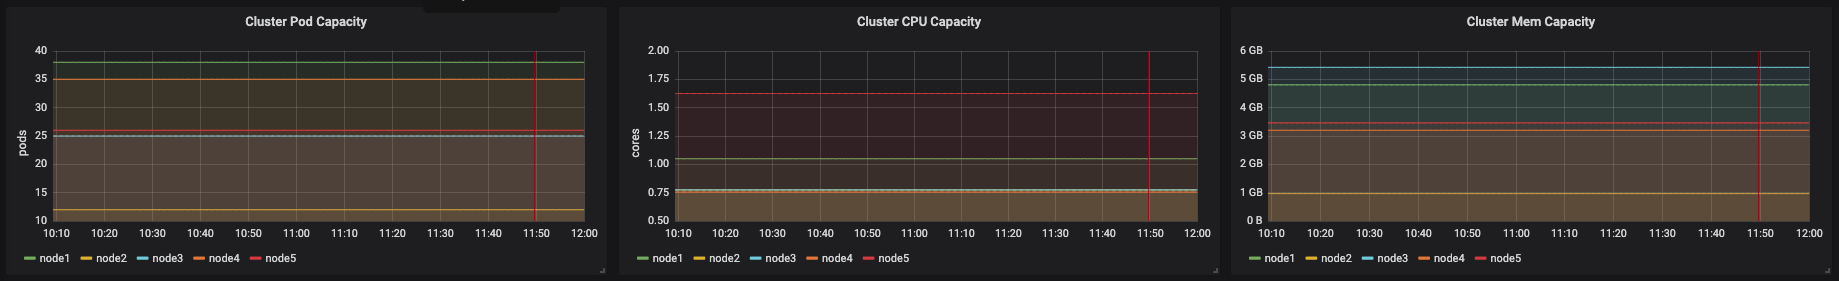 Cluster Pod Capacity
40
35
30
25
20
15
10
pods
10:10 10:20 10:30 10:40 10:50 11:00 11:10 11:20 11:30 11:40 11:50 12:00
node1 node2 node3 node4 node5
Cluster CPU Capacity
2.00
1.75
1.50
1.25
1.00
0.75
0.50
cores
10:10 10:20 10:30 10:40 10:50 11:00 11:10 11:20 11:30 11:40 11:50 12:00
node1 node2 node3 node4 node5
Cluster Mem Capacity
6 GB
5 GB
4 GB
3 GB
2 GB
1 GB
0 B
10:10 10:20 10:30 10:40 10:50 11:00 11:10 11:20 11:30 11:40 11:50 12:00
node1 node2 node3 node4 node5